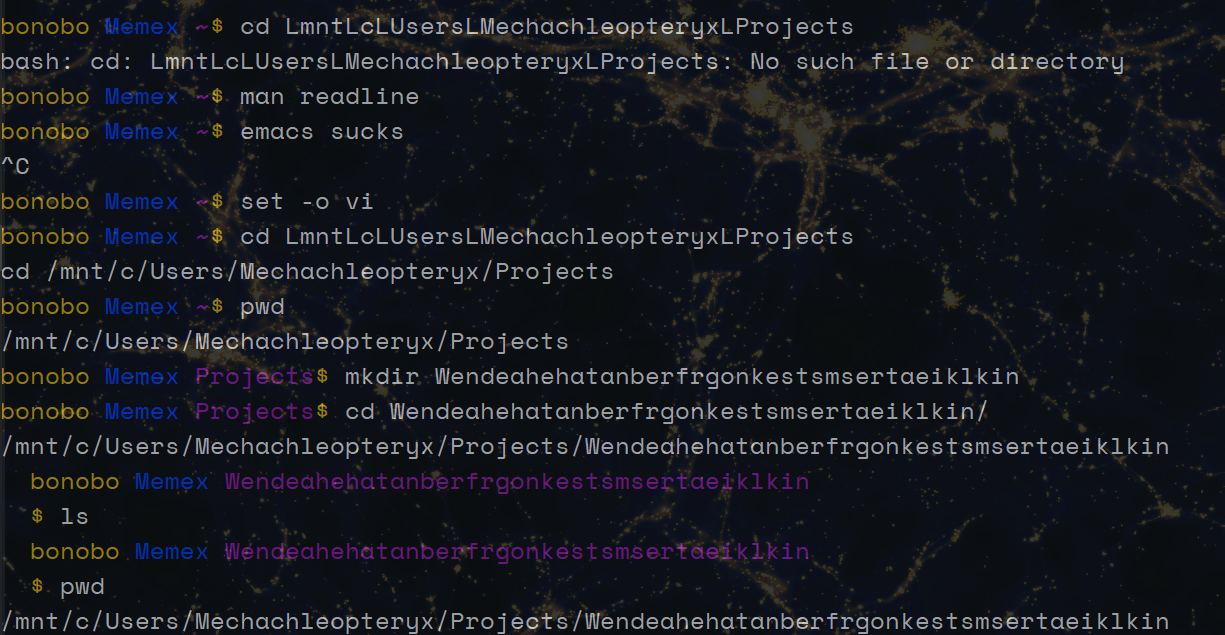 bonobo Memex ~$ cd LmntLcLUsersLMechachleopteryxLProjects
bash: cd: LmntLcLUsersLMechachleopteryxLProjects: No such file or directory
bonobo Memex ~$ man readline
bonobo Memex ~$ emacs sucks
^C
bonobo Memex ~$ set -o vi
bonobo Memex ~$ cd LmntLcLUsersLMechachleopteryxLProjects
cd /mnt/c/Users/Mechachleopteryx/Projects
bonobo Memex ~$ pwd
/mnt/c/Users/Mechachleopteryx/Projects
bonobo Memex Projects$ mkdir Wendeahehatanberfrgonkestsmsertaeiklkin
bonobo Memex Projects$ cd Wendeahehatanberfrgonkestsmsertaeiklkin/
/mnt/c/Users/Mechachleopteryx/Projects/Wendeahehatanberfrgonkestsmsertaeiklkin
bonobo Memex Wendeahehatanberfrgonkestsmsertaeiklkin
$ ls
bonobo Memex Wendeahehatanberfrgonkestsmsertaeiklkin
$ pwd
/mnt/c/Users/Mechachleopteryx/Projects/Wendeahehatanberfrgonkestsmsertaeiklkin